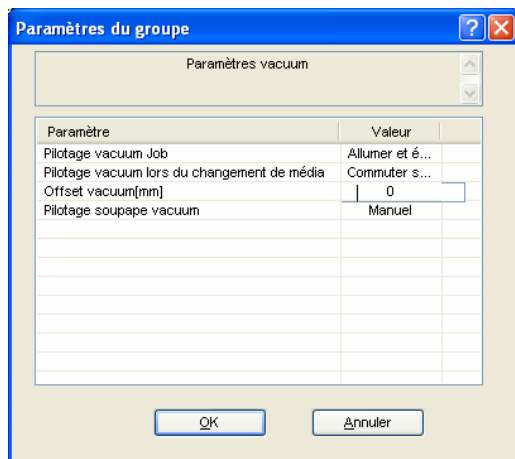 Paramètres du groupe
Paramètres vacuum
Paramètre Valeur
Pilotage vacuum Job Allumer et é...
Pilotage vacuum lors du changement de média Commuter s...
Offset vacuum[mm] 0
Pilotage soupape vacuum Manuel
OK Annuler